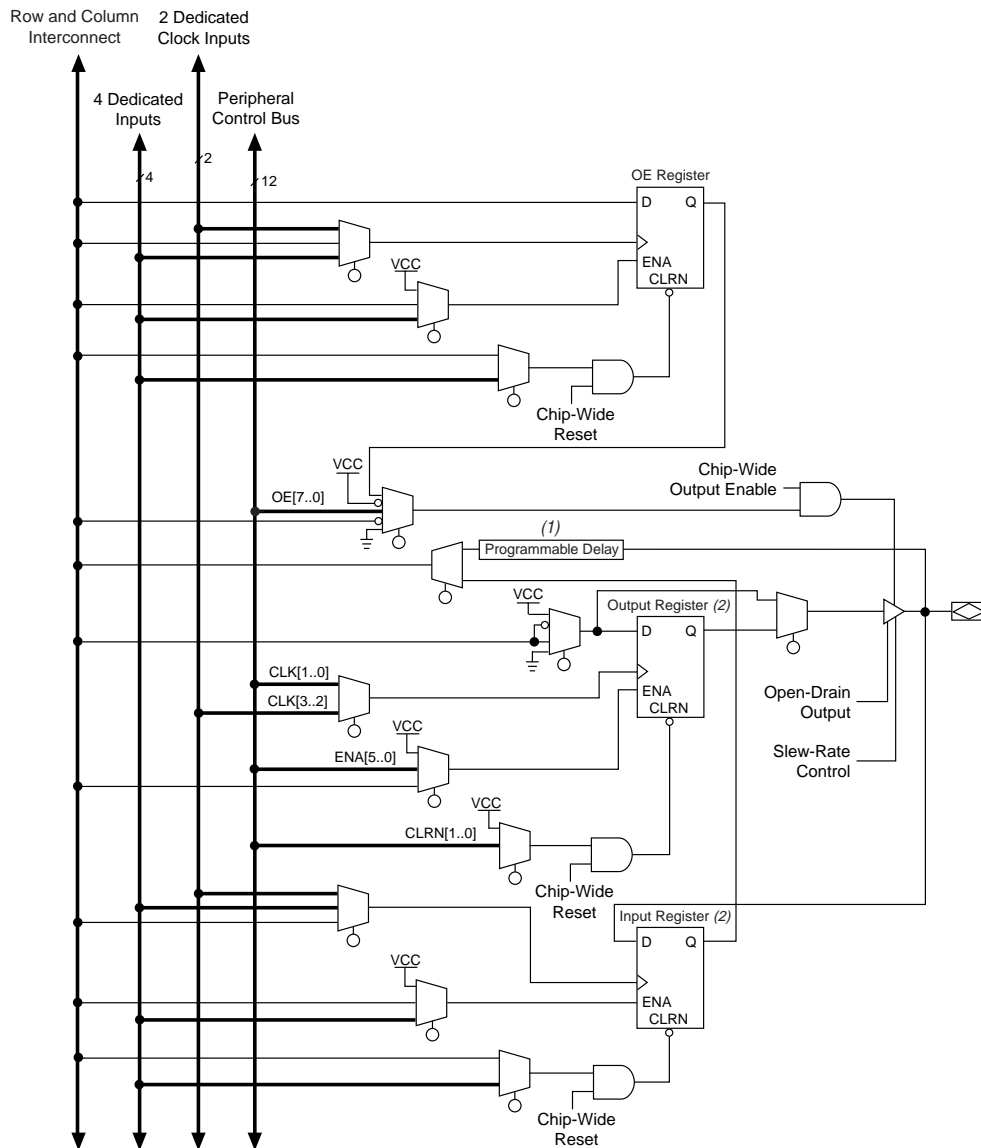 Row and Column
Interconnect
2 Dedicated
Clock Inputs
4 Dedicated
Inputs
Peripheral
Control Bus
2
4
12
OE Register
D Q
ENA
CLRN
VCC
Chip-Wide
Reset
VCC
OE[7..0]
Chip-Wide
Output Enable
(1)
Programmable Delay
VCC
Output Register (2)
D Q
ENA
CLRN
CLK[1..0]
CLK[3..2]
Open-Drain
Output
VCC
ENA[5..0]
Slew-Rate
Control
VCC
CLRN[1..0]
Chip-Wide
Reset
Input Register (2)
D Q
ENA
CLRN
VCC
Chip-Wide
Reset